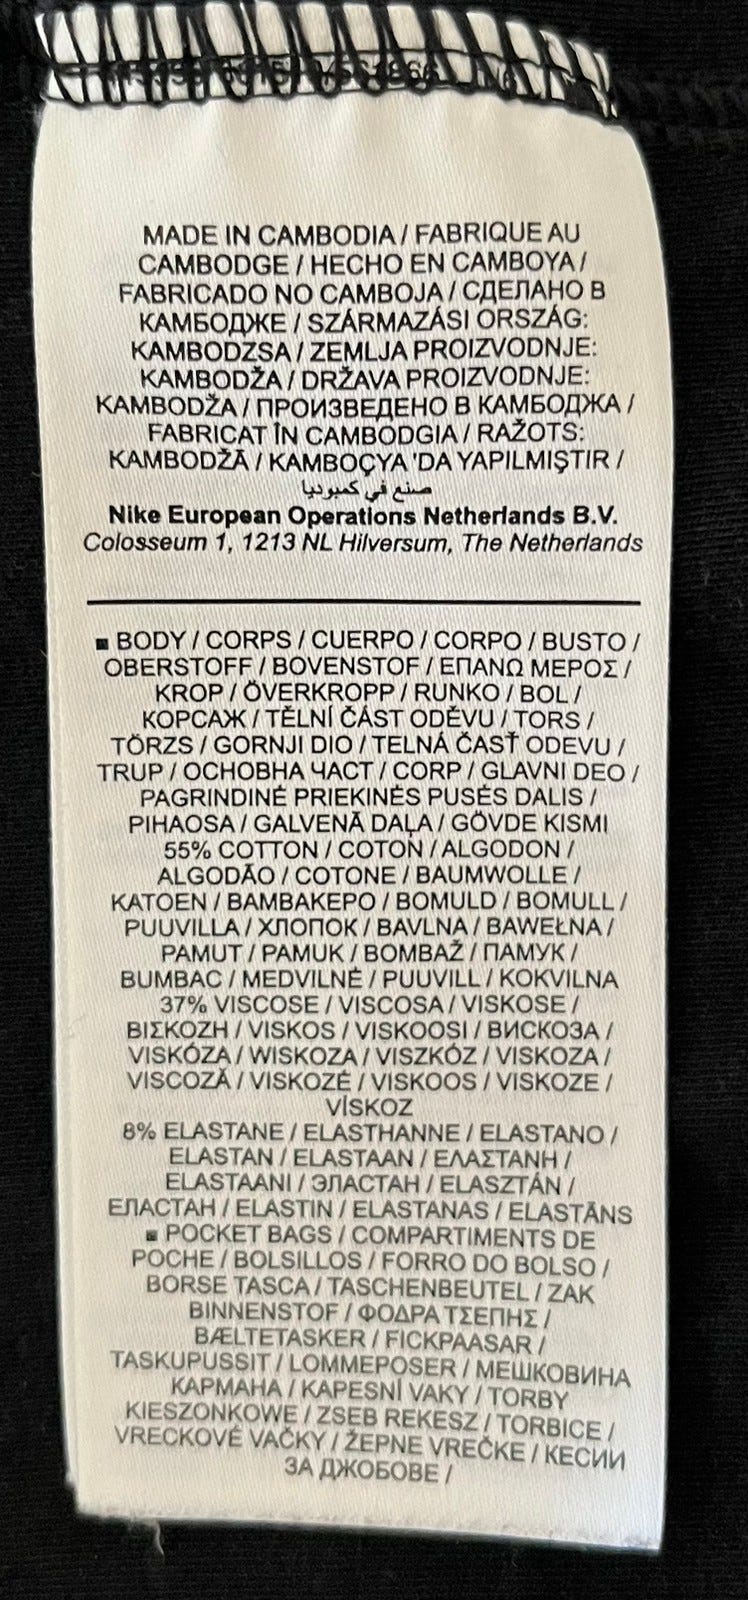 MADE IN CAMBODIA / FABRIQUE AU
CAMBODGE / HECHO EN CAMBOYA /
FABRICADO NO CAMBOJA / СДЕЛАНО В
КАМБОДЖЕ / SZÁRMAZÁSI ORSZÁG:
KAMBODZSA / ZEMLJA PROIZVODNJE:
KAMBODŽA / DRŽAVA PROIZVODNJE:
KAMBODŽA / ПРОИЗВЕДЕНО В КАМБОДЖА /
FABRICAT ÎN CAMBODGIA / RAŽOTS:
KAMBODŽĀ / KAMBOÇYA 'DA YAPILMIŞTIR /
صنع في كمبوديا
Nike European Operations Netherlands B.V.
Colosseum 1, 1213 NL Hilversum, The Netherlands
■ BODY / CORPS / CUERPO / CORPO / BUSTO /
OBERSTOFF / BOVENSTOF / ΕΠΑΝΩ ΜΕΡΟΣ /
KROP / ÖVERKROPP / RUNKO / BOL /
КОРСАЖ / TĚLNÍ ČÁST ODĚVU / TORS /
TÖRZS / GORNJI DIO / TELNÁ ČASŤ ODEVU /
TRUP / ОСНОВНА ЧАСТ / CORP / GLAVNI DEO /
PAGRINDINĖ PRIEKINĖS PUSĖS DALIS /
PIHAOSA / GALVENĀ DAĻA / GÖVDE KISMI
55% COTTON / COTON / ALGODON /
ALGODÃO / COTONE / BAUMWOLLE /
KATOEN / ΒΑΜΒΑΚΕΡΟ / BOMULD / BOMULL /
PUUVILLA / ХЛОПОК / BAVLNA / BAWEŁNA /
PAMUT / PAMUK / BOMBAŽ / ПАМУК /
BUMBAC / MEDVILNĖ / PUUVILL / KOKVILNA
37% VISCOSE / VISCOSA / VISKOSE /
ΒΙΣΚΟΖΗ / VISKOS / VISKOOSI / ВИСКОЗА /
VISKÓZA / WISKOZA / VISZKÓZ / VISKOZA /
VISCOZĂ / VISKOZĖ / VISKOOS / VISKOZE /
VİSKOZ
8% ELASTANE / ELASTHANNE / ELASTANO /
ELASTAN / ELASTAAN / ΕΛΑΣΤΑΝΗ /
ELASTAANI / ЭЛАСТАН / ELASZTÁN /
ЕЛАСТАН / ELASTIN / ELASTANAS / ELASTĀNS
■ POCKET BAGS / COMPARTIMENTS DE
POCHE / BOLSILLOS / FORRO DO BOLSO /
BORSE TASCA / TASCHENBEUTEL / ZAK
BINNENSTOF / ΦΟΔΡΑ ΤΣΕΠΗΣ /
BÆLTETASKER / FICKPAASAR /
TASKUPUSSIT / LOMMEPOSER / МЕШКОВИНА
КАРМАНА / KAPESNÍ VAKY / TORBY
KIESZONKOWE / ZSEB REKESZ / TORBICE /
VRECKOVÉ VAČKY / ŽEPNE VREČKE / КЕСИИ
ЗА ДЖОБОВЕ /